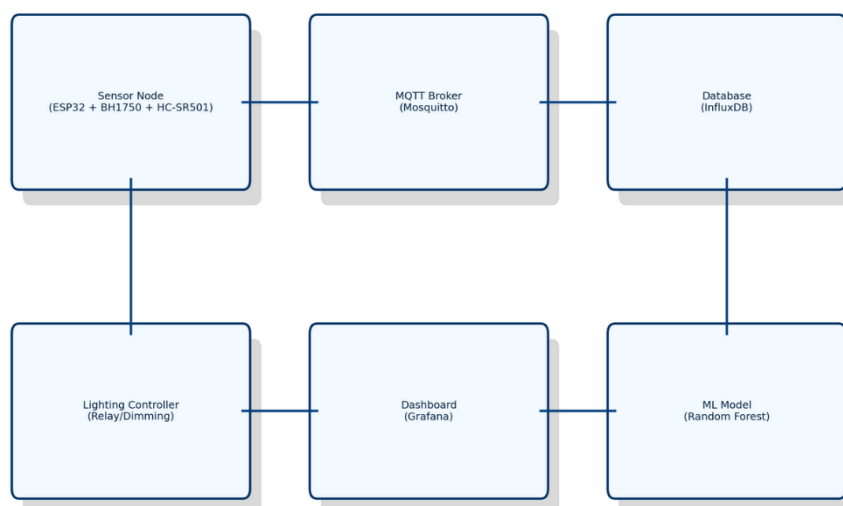 Sensor Node
(ESP32 + BH1750 + HC-SR501)
MQTT Broker
(Mosquitto)
Database
(InfluxDB)
Lighting Controller
(Relay/Dimming)
Dashboard
(Grafana)
ML Model
(Random Forest)